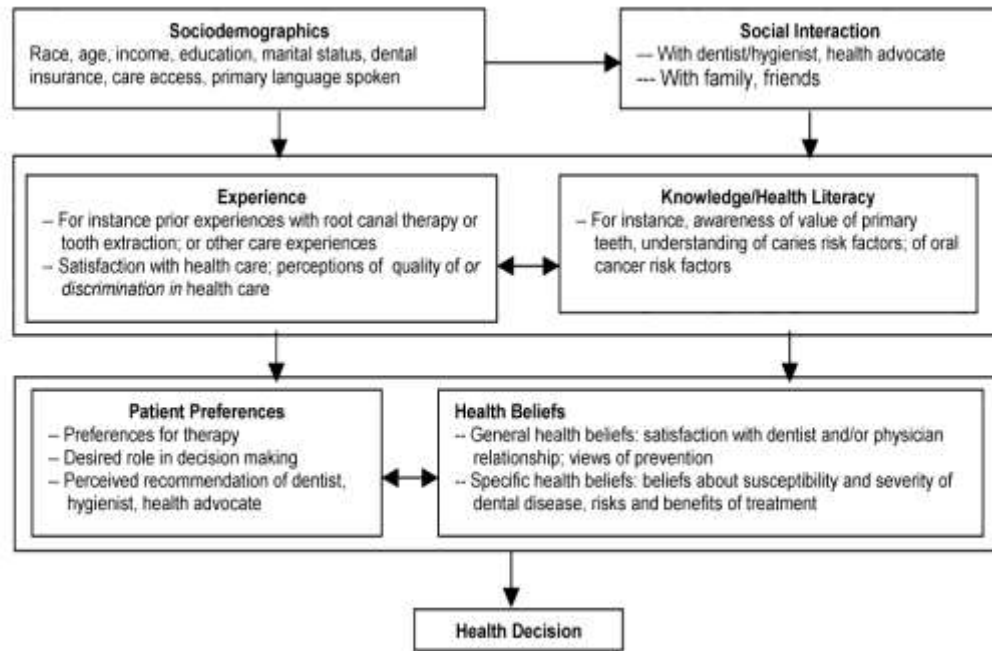 Sociodemographics
Race, age, income, education, marital status, dental
insurance, care access, primary language spoken
Social Interaction
--- With dentist/hygienist, health advocate
--- With family, friends
Experience
-- For instance prior experiences with root canal therapy or
tooth extraction; or other care experiences
-- Satisfaction with health care; perceptions of quality of or
discrimination in health care
Knowledge/Health Literacy
-- For instance, awareness of value of primary
teeth, understanding of caries risk factors; of oral
cancer risk factors
Patient Preferences
-- Preferences for therapy
-- Desired role in decision making
-- Perceived recommendation of dentist,
hygienist, health advocate
Health Beliefs
-- General health beliefs: satisfaction with dentist and/or physician
relationship; views of prevention
-- Specific health beliefs: beliefs about susceptibility and severity of
dental disease, risks and benefits of treatment
Health Decision